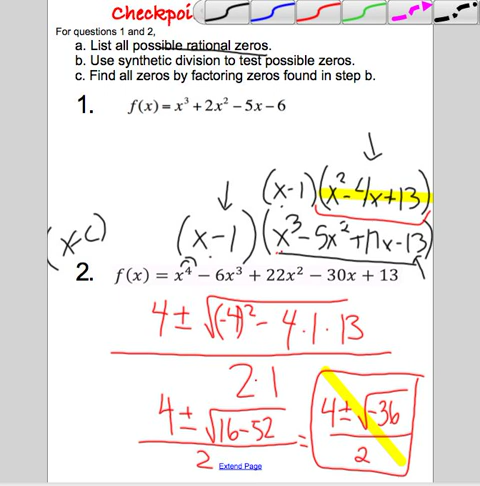 Checkpoi
For questions 1 and 2,
a. List all possible rational zeros.
b. Use synthetic division to test possible zeros.
c. Find all zeros by factoring zeros found in step b.
1. f(x) = x³ + 2x² – 5x – 6
(x-1)(x²-4x+13)
(x-c) (x-1)(x³-5x²+17x-13)
2. f(x) = x⁴ − 6x³ + 22x² − 30x + 13
4 ± √(-4)² - 4·1·13
2·1
4 ± √16-52 = 4 ± √-36
2 2
Extend Page